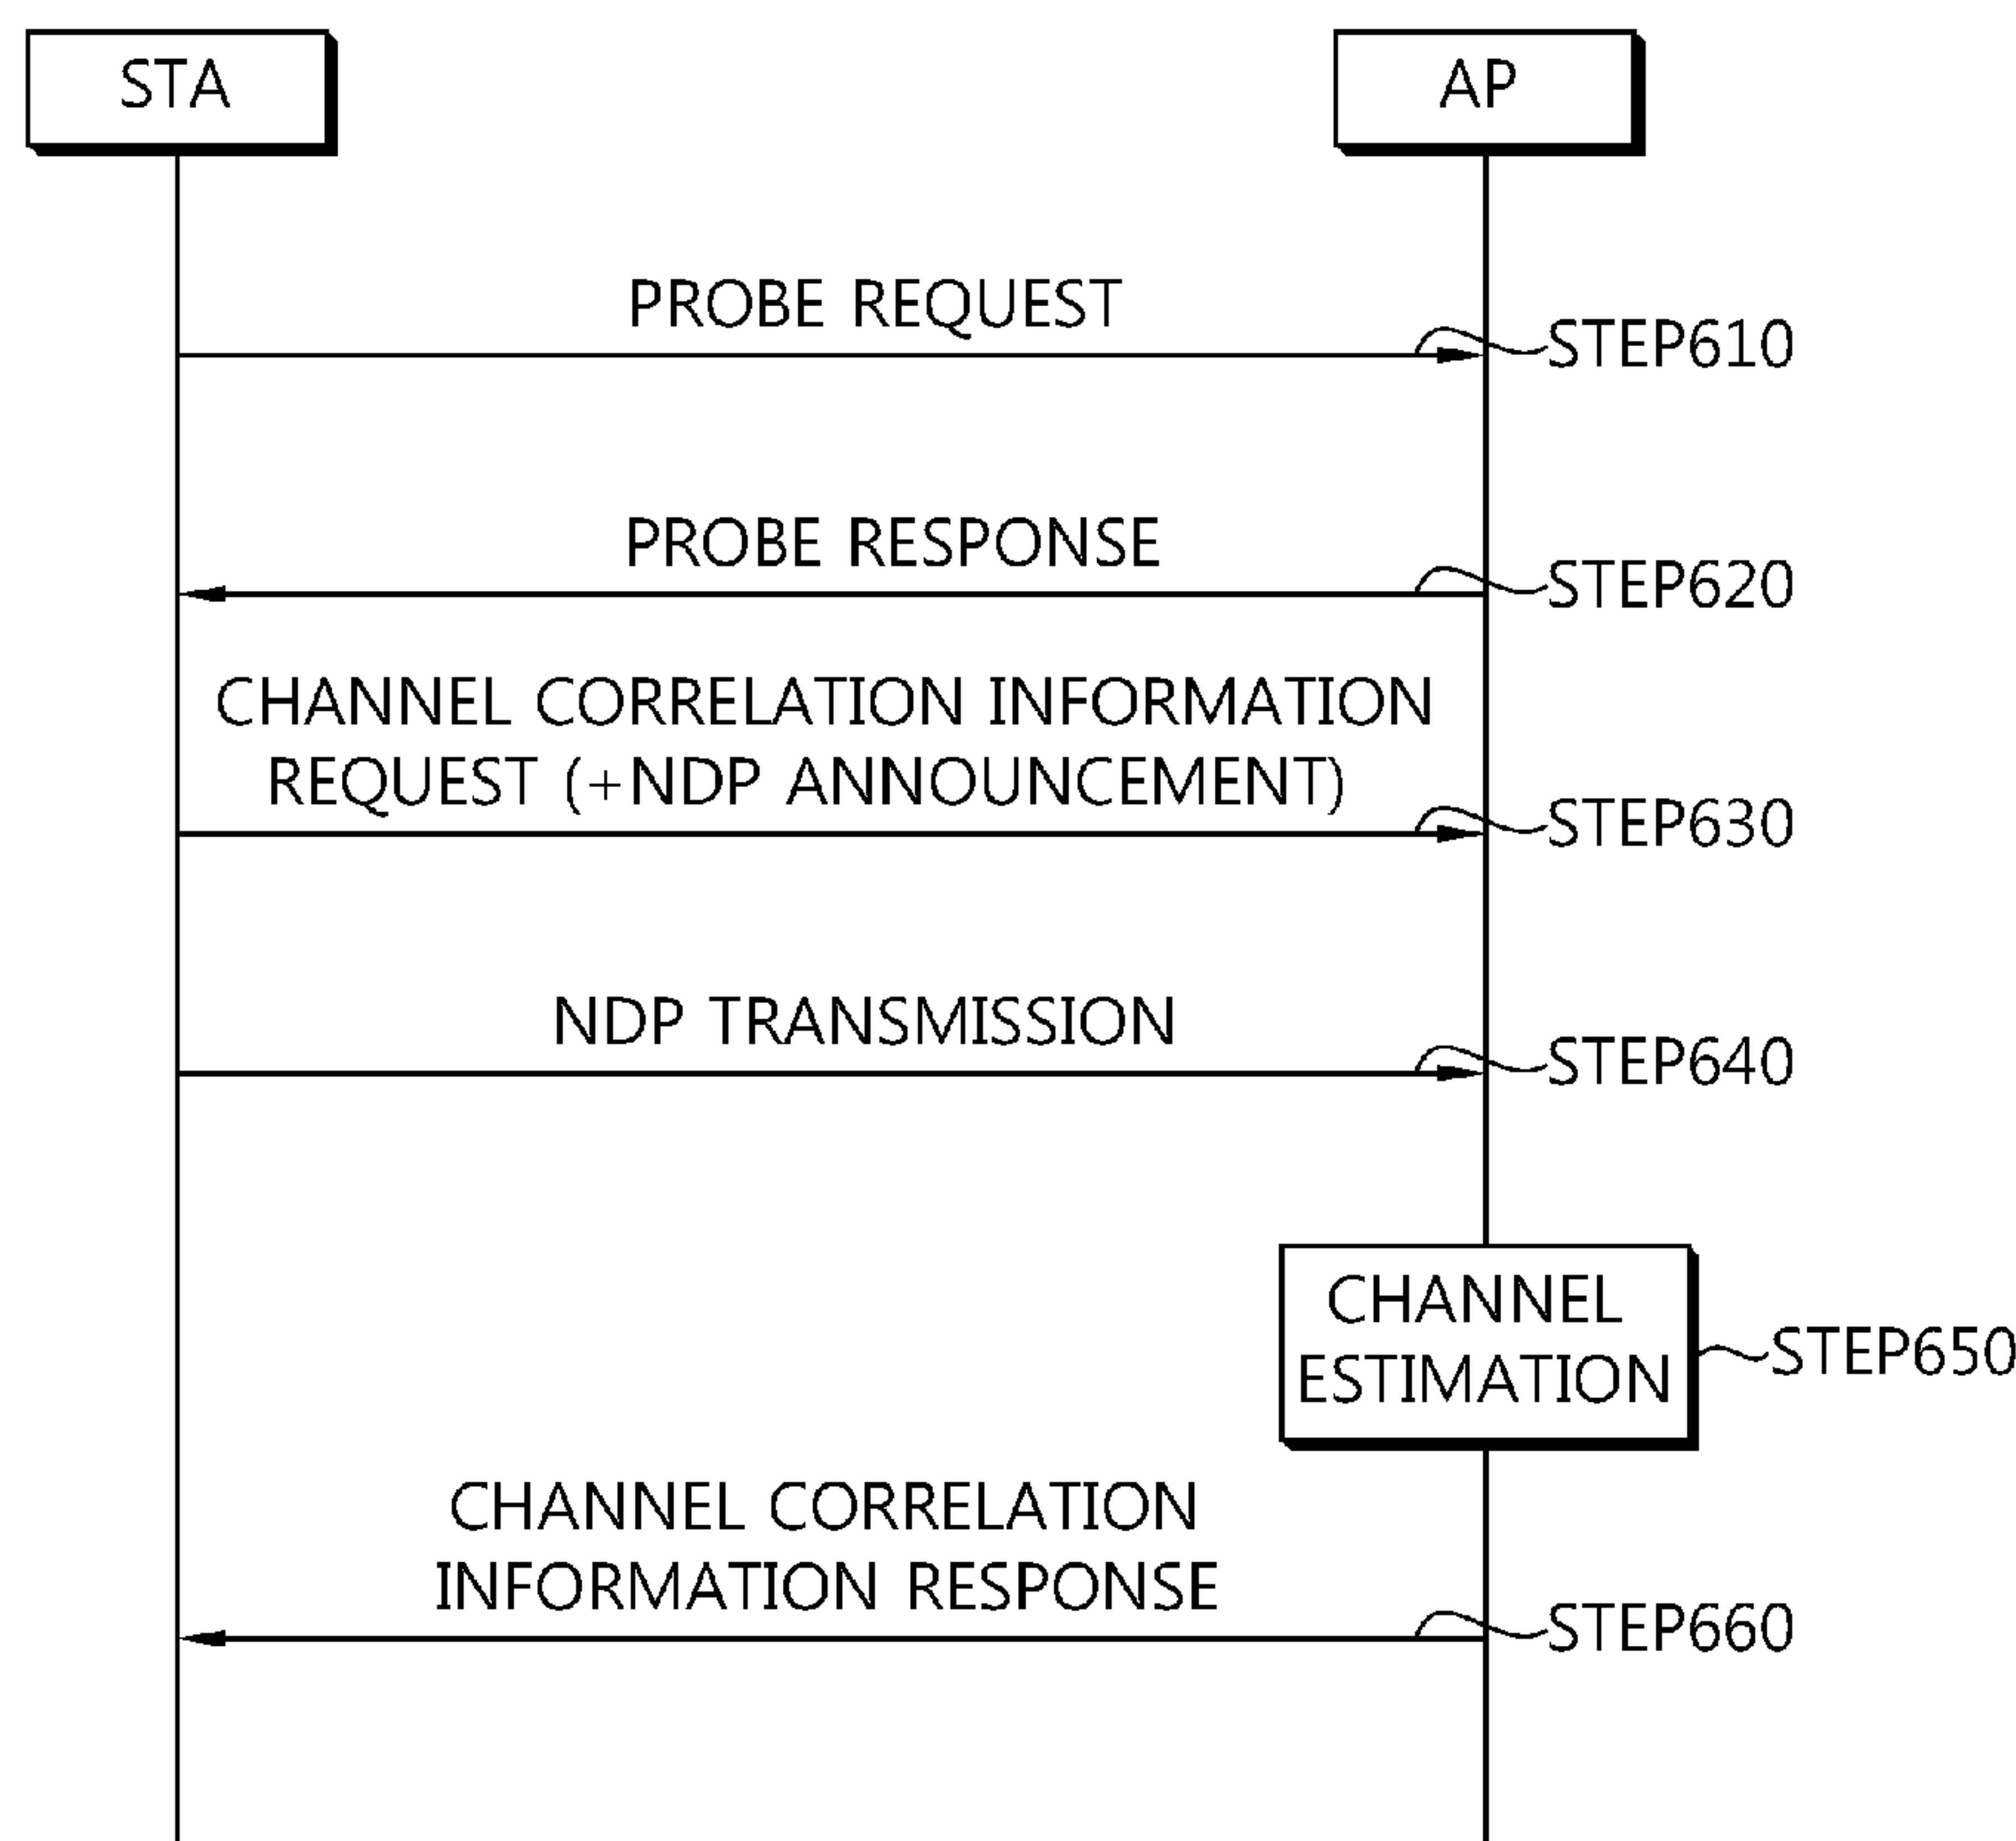 STA
AP
PROBE REQUEST
STEP610
PROBE RESPONSE
STEP620
CHANNEL CORRELATION INFORMATION
REQUEST (+NDP ANNOUNCEMENT)
STEP630
NDP TRANSMISSION
STEP640
CHANNEL
ESTIMATION
STEP650
CHANNEL CORRELATION
INFORMATION RESPONSE
STEP660